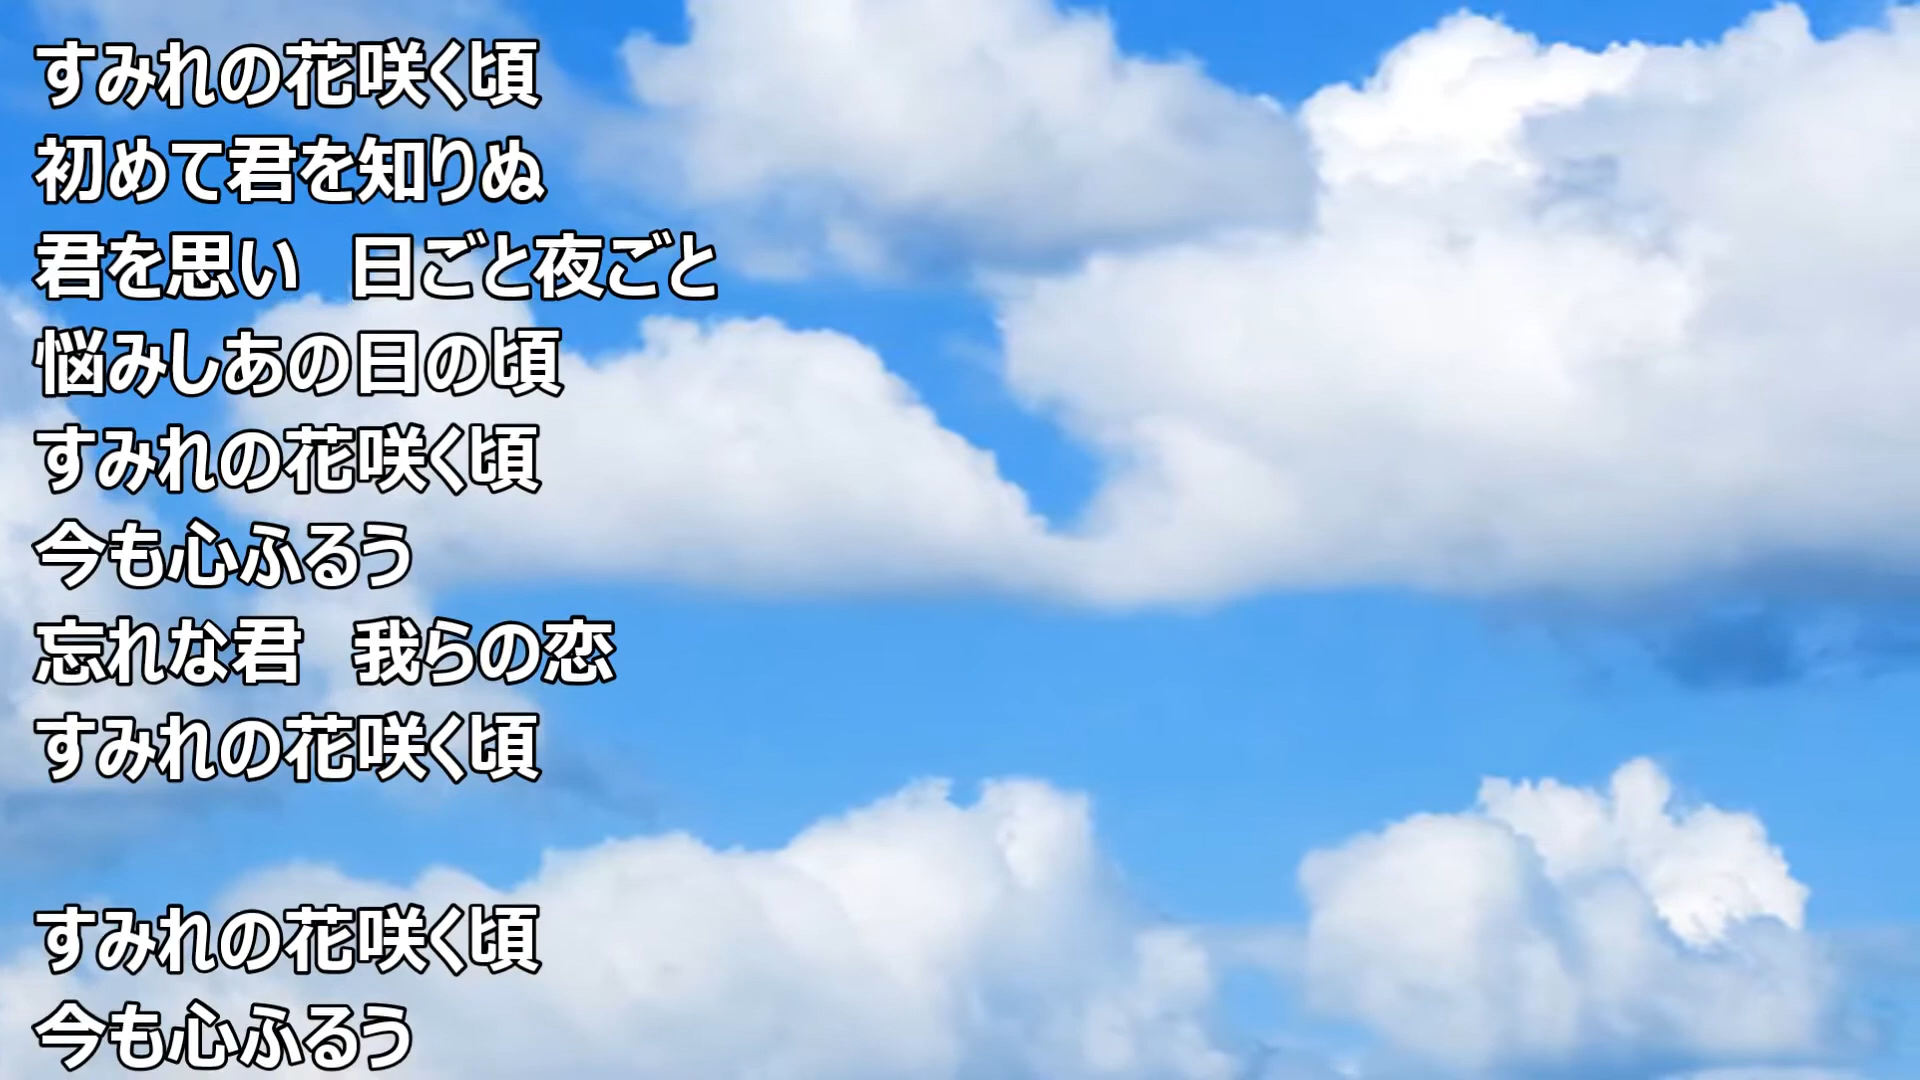 すみれの花咲く頃
初めて君を知りぬ
君を思い　日ごと夜ごと
悩みしあの日の頃
すみれの花咲く頃
今も心ふるう
忘れな君　我らの恋
すみれの花咲く頃
すみれの花咲く頃
今も心ふるう